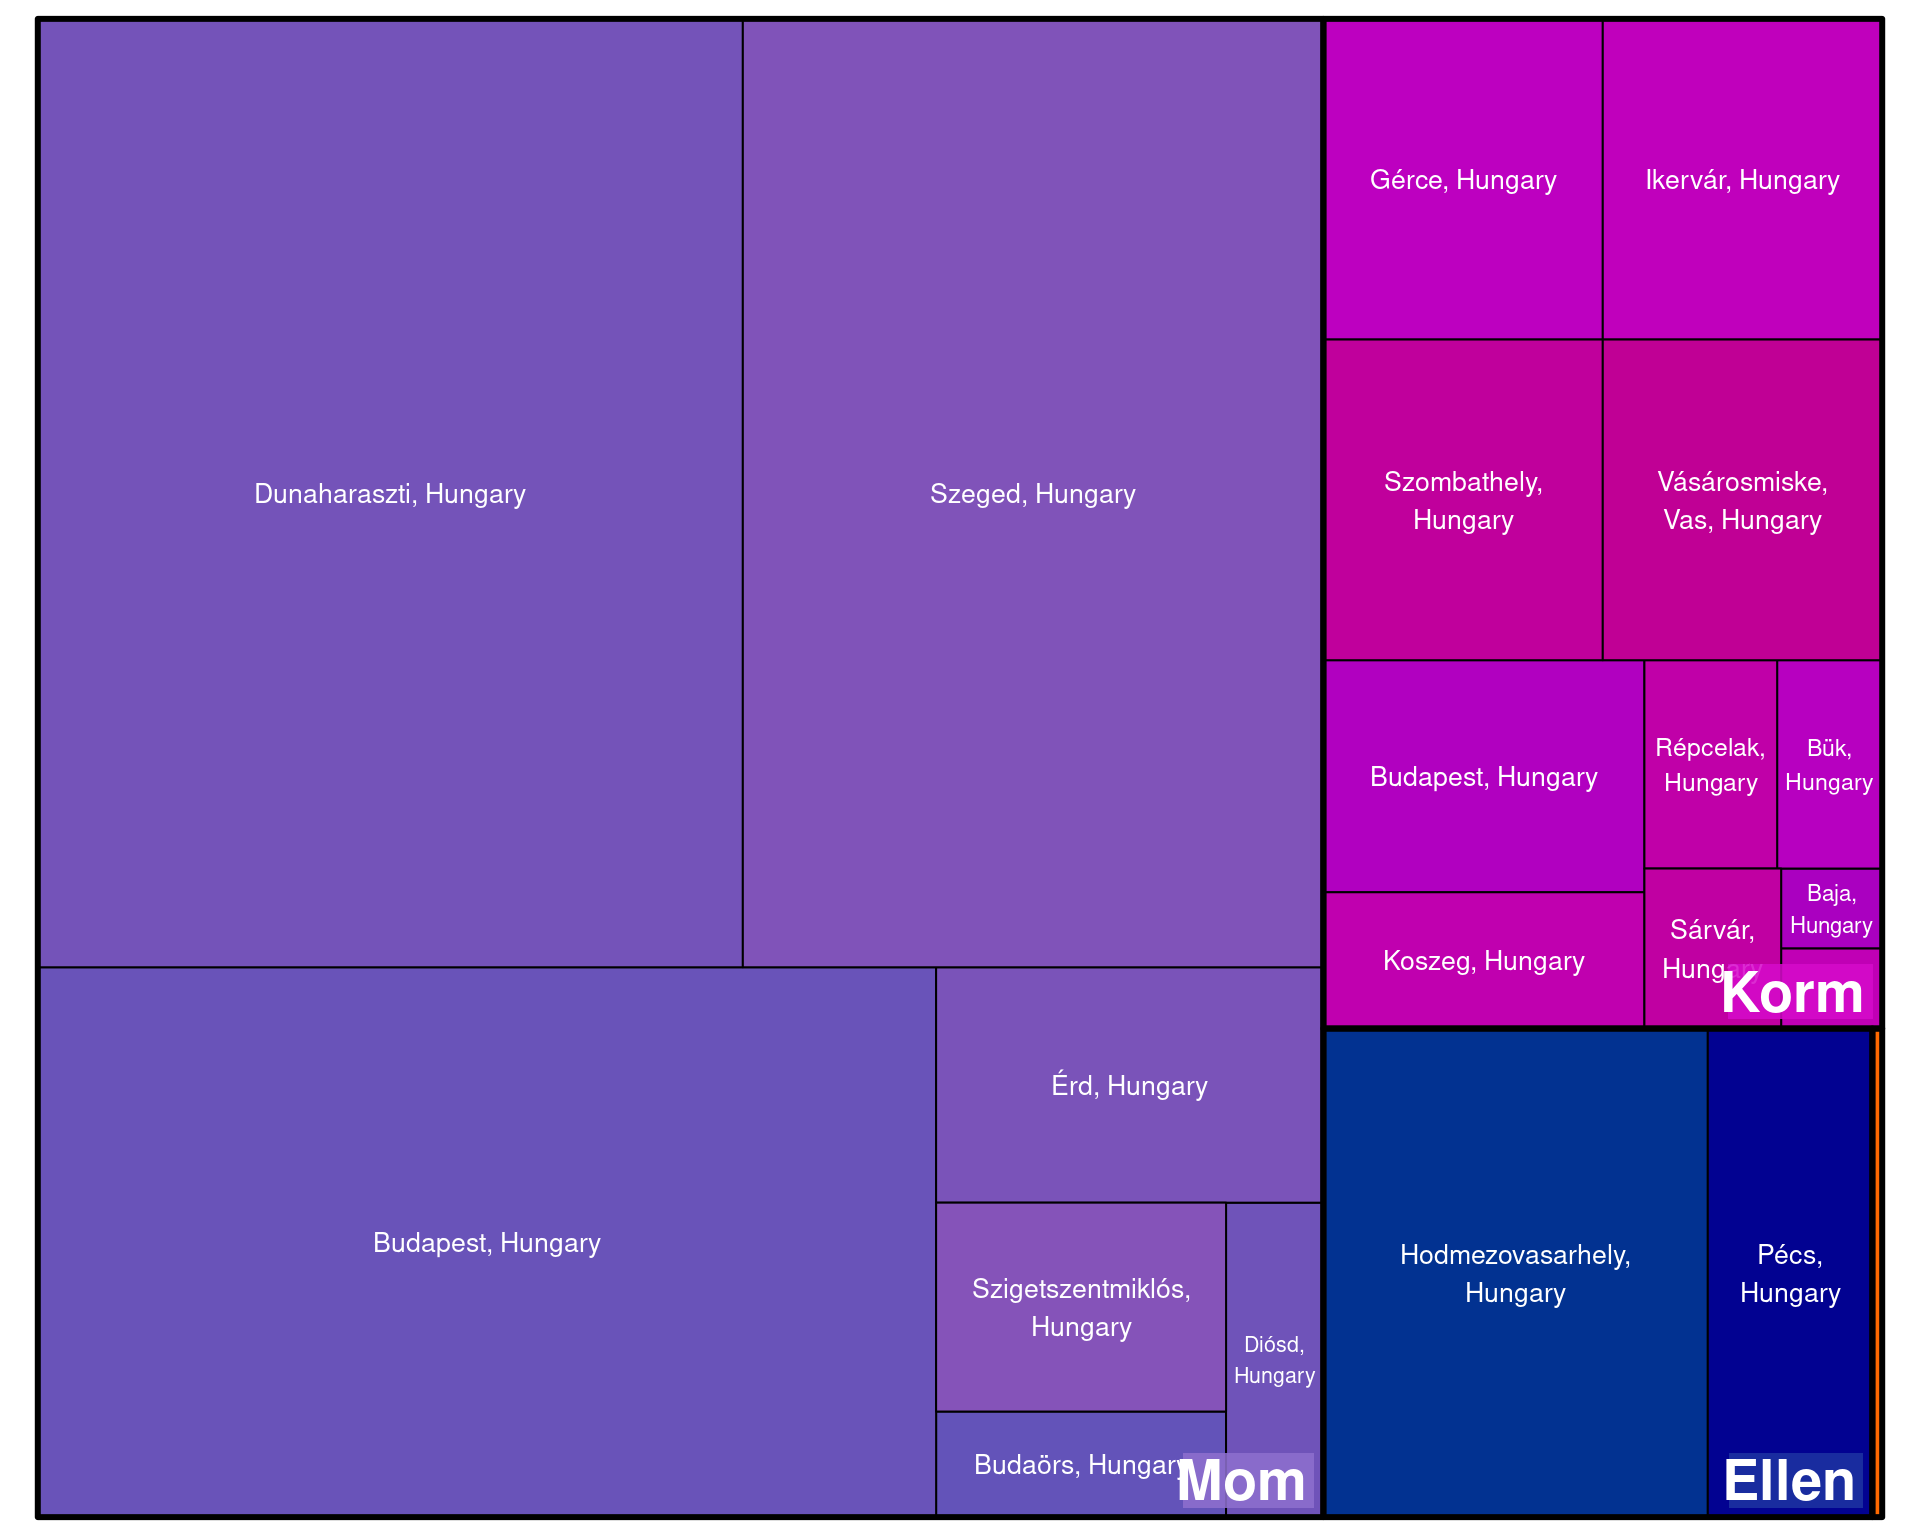 Dunaharaszti, Hungary
Szeged, Hungary
Budapest, Hungary
Érd, Hungary
Szigetszentmiklós,
Hungary
Diósd,
Hungary
Budaörs, Hungary
Mom
Gérce, Hungary
Ikervár, Hungary
Szombathely,
Hungary
Vásárosmiske,
Vas, Hungary
Budapest, Hungary
Répcelak,
Hungary
Bük,
Hungary
Koszeg, Hungary
Sárvár,
Hungary
Baja,
Hungary
Korm
Hodmezovasarhely,
Hungary
Pécs,
Hungary
Ellen